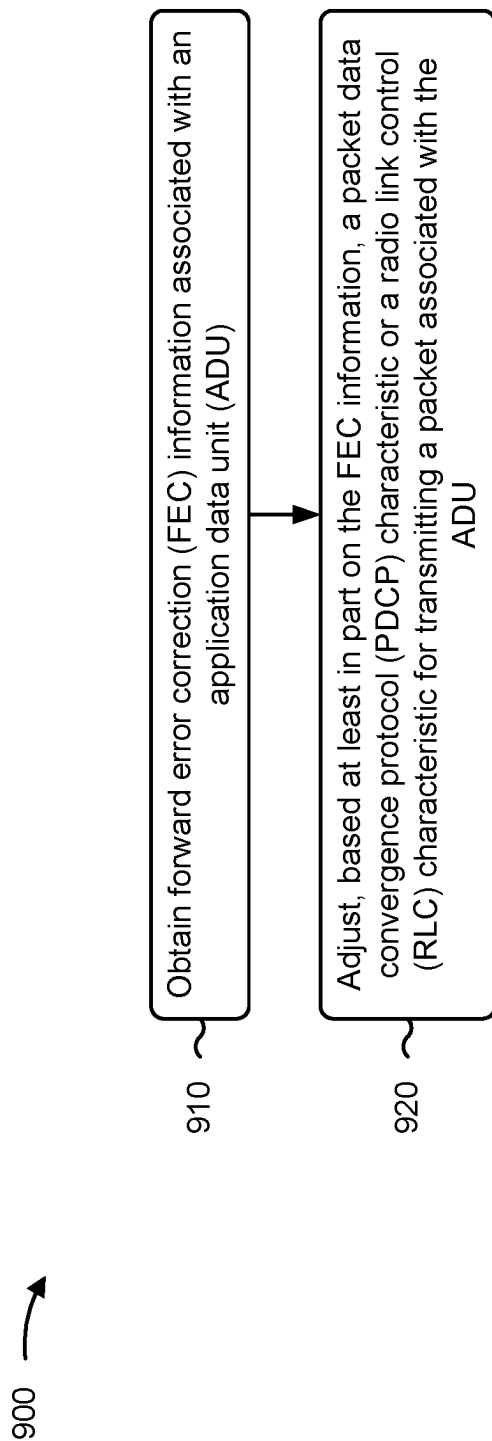 900
910
Obtain forward error correction (FEC) information associated with an
application data unit (ADU)
920
Adjust, based at least in part on the FEC information, a packet data
convergence protocol (PDCP) characteristic or a radio link control
(RLC) characteristic for transmitting a packet associated with the
ADU